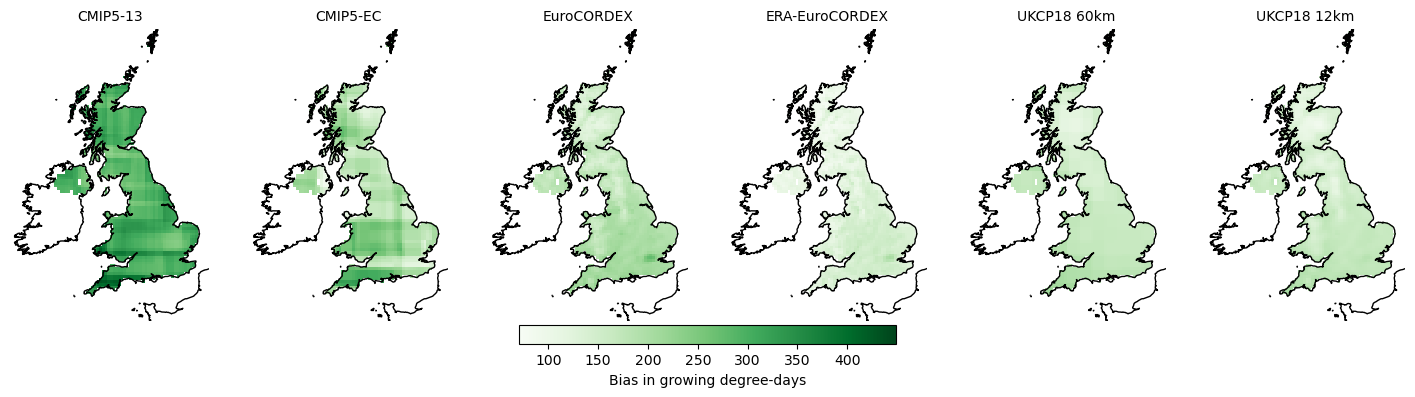 CMIP5-13
CMIP5-EC
EuroCORDEX
ERA-EuroCORDEX
UKCP18 60km
UKCP18 12km
100 150 200 250 300 350 400
Bias in growing degree-days